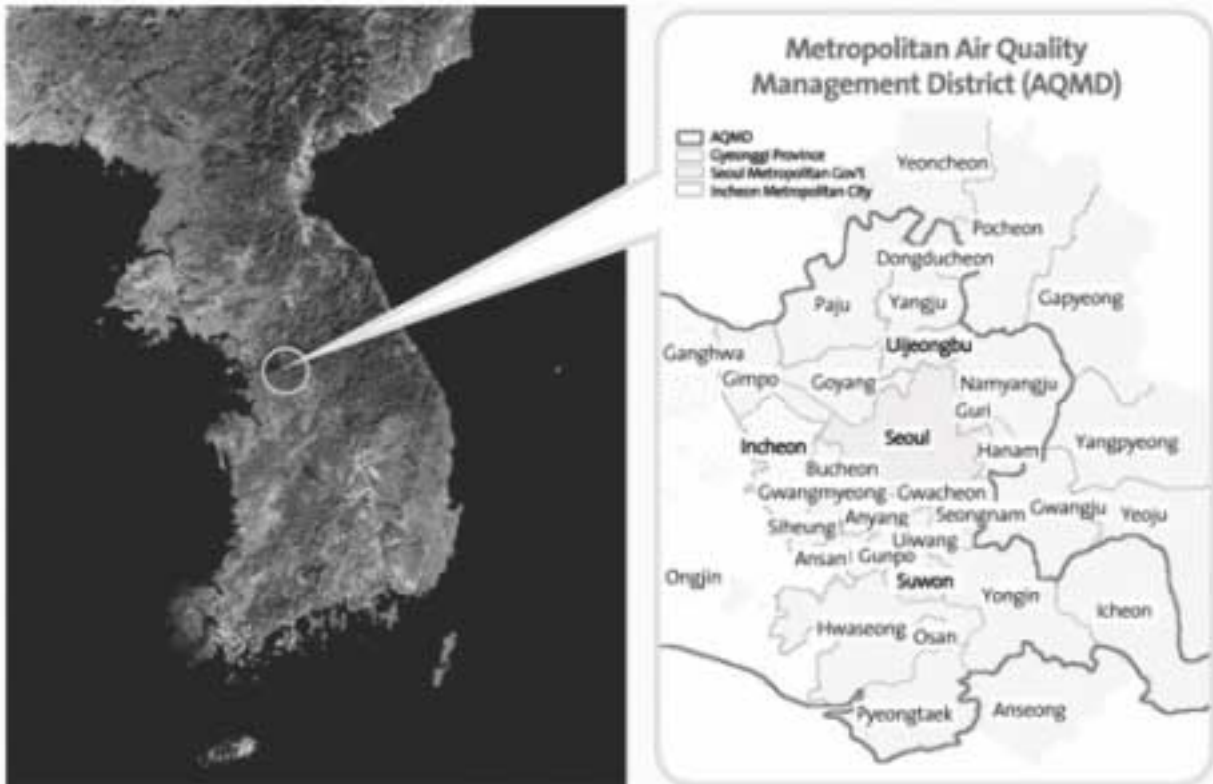 Metropolitan Air Quality
Management District (AQMD)
AQMD
Gyeonggi Province
Seoul Metropolitan Gov't
Incheon Metropolitan City
Yeoncheon
Pocheon
Dongducheon
Paju
Yangju
Gapyeong
Ganghwa
Uijeongbu
Gimpo
Goyang
Namyangju
Guri
Incheon
Seoul
Hanam
Yangpyeong
Bucheon
Gwangmyeong
Gwacheon
Siheung
Anyang
Seongnam
Gwangju
Yeoju
Uiwang
Ansan
Gunpo
Ongjin
Suwon
Yongin
Icheon
Hwaseong
Osan
Pyeongtaek
Anseong